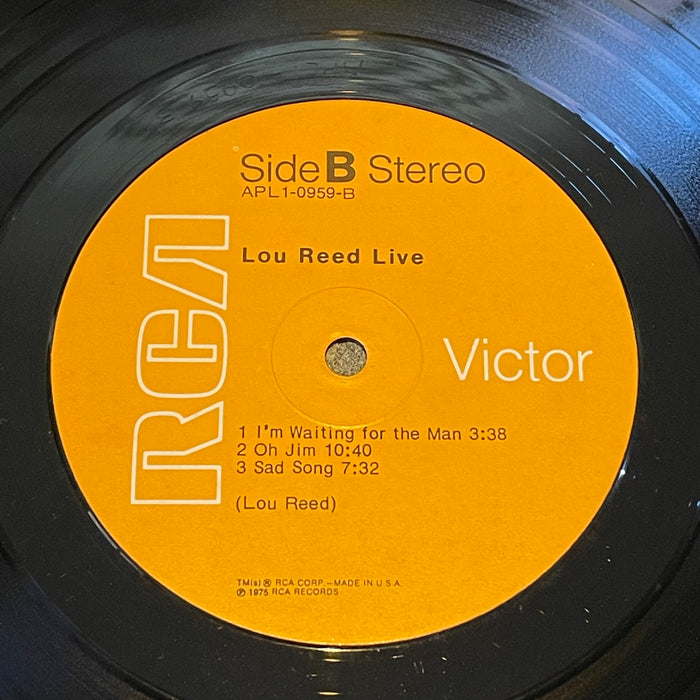 Side B Stereo
APL1-0959-B
RCA
Lou Reed Live
Victor
1 I'm Waiting for the Man 3:38
2 Oh Jim 10:40
3 Sad Song 7:32
(Lou Reed)
TM(s) ® RCA CORP.—MADE IN U.S.A.
℗ 1975 RCA RECORDS